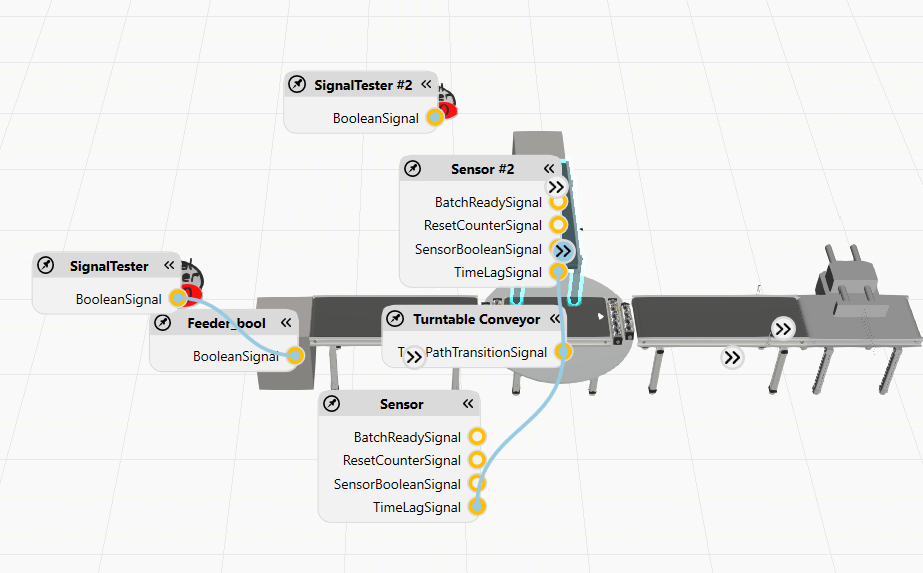 SignalTester #2
BooleanSignal
Sensor #2
BatchReadySignal
ResetCounterSignal
SensorBooleanSignal
TimeLagSignal
SignalTester
BooleanSignal
Feeder_bool
BooleanSignal
Turntable Conveyor
PathTransitionSignal
Sensor
BatchReadySignal
ResetCounterSignal
SensorBooleanSignal
TimeLagSignal